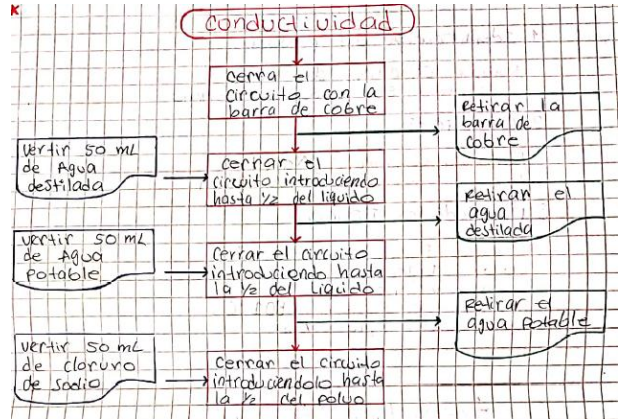 K
conductividad
cerra el
circuito con la
barra de cobre
Retirar la
barra de
cobre
vertir 50 mL
de Agua
destilada
cerrar el
circuito introduciendo
hasta 1/2 del liquido
Retirar el
agua
destilada
vertir 50 mL
de Agua
Potable
Cerrar el circuito
introduciendo hasta
la 1/2 del Liquido
Retirar el
agua Potable
vertir 50 mL
de cloruro
de sodio
Cerrar el circuito
introduciendolo hasta
la 1/2 del Polvo